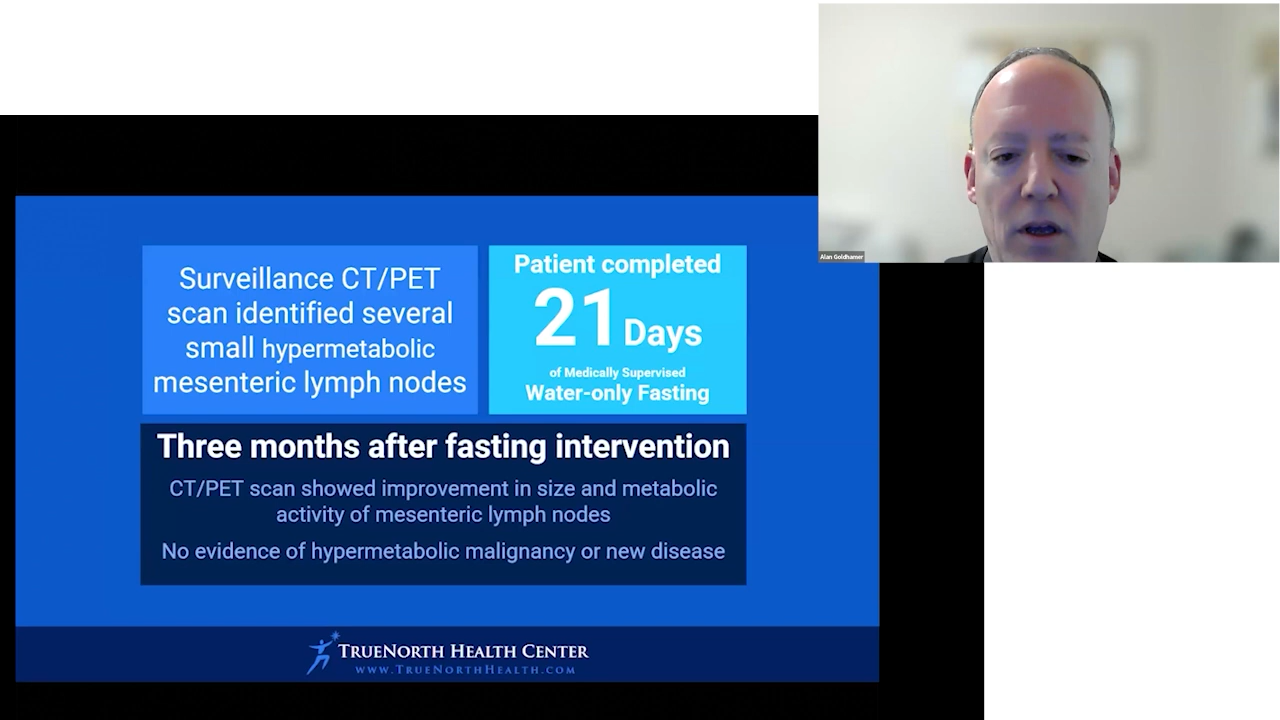 Surveillance CT/PET
scan identified several
small hypermetabolic
mesenteric lymph nodes
Patient completed
21 Days
of Medically Supervised
Water-only Fasting
Three months after fasting intervention
CT/PET scan showed improvement in size and metabolic
activity of mesenteric lymph nodes
No evidence of hypermetabolic malignancy or new disease
TrueNorth Health Center
www.TrueNorthHealth.com
Alan Goldhamer